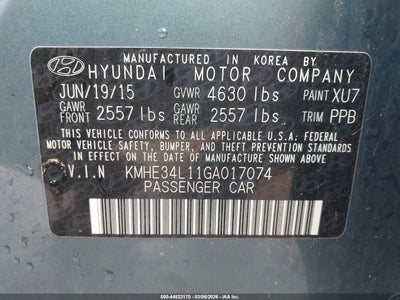 MANUFACTURED IN KOREA BY
HYUNDAI MOTOR COMPANY
JUN/19/15 GVWR 4630 lbs PAINT XU7
GAWR FRONT 2557 lbs GAWR REAR 2557 lbs TRIM PPB
THIS VEHICLE CONFORMS TO ALL APPLICABLE U.S.A FEDERAL
MOTOR VEHICLE SAFETY, BUMPER, AND THEFT PREVENTION STANDARDS
IN EFFECT ON THE DATE OF MANUFACTURE SHOWN ABOVE.
V.I.N KMHE34L11GA017074
PASSENGER CAR
000-44822170 - 03/06/2026 - IAA Inc. (A)